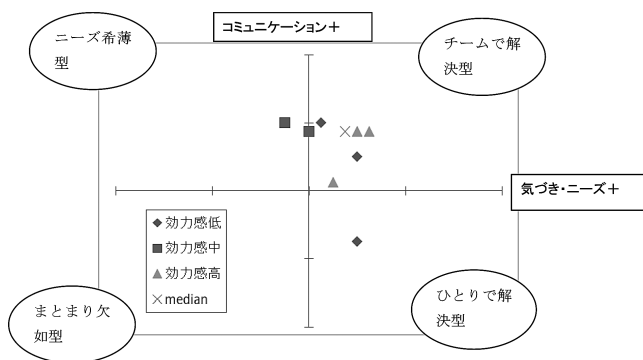 コミュニケーション＋
ニーズ希薄
型
チームで解
決型
気づき・ニーズ＋
効力感低
効力感中
効力感高
median
まとまり欠
如型
ひとりで解
決型